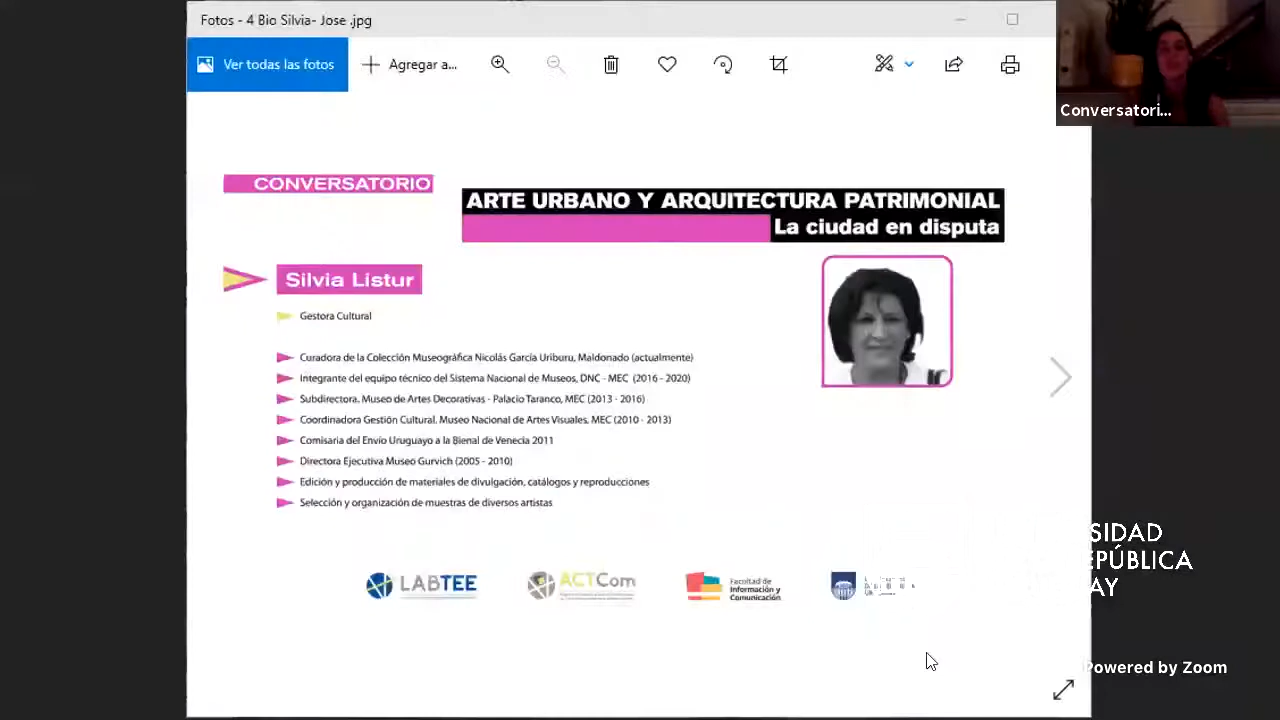 Fotos - 4 Bio Silvia- Jose .jpg
Ver todas las fotos
Agregar a...
Conversatori...
CONVERSATORIO
ARTE URBANO Y ARQUITECTURA PATRIMONIAL
La ciudad en disputa
Silvia Listur
Gestora Cultural
Curadora de la Colección Museográfica Nicolás García Uriburu, Maldonado (actualmente)
Integrante del equipo técnico del Sistema Nacional de Museos, DNC - MEC (2016 - 2020)
Subdirectora. Museo de Artes Decorativas - Palacio Taranco, MEC (2013 - 2016)
Coordinadora Gestión Cultural. Museo Nacional de Artes Visuales, MEC (2010 - 2013)
Comisaria del Envío Uruguayo a la Bienal de Venecia 2011
Directora Ejecutiva Museo Gurvich (2005 - 2010)
Edición y producción de materiales de divulgación, catálogos y reproducciones
Selección y organización de muestras de diversos artistas
LABTEE
ACTCom
Facultad de
Información y
Comunicación
SIDAD
EPÚBLICA
AY
Powered by Zoom